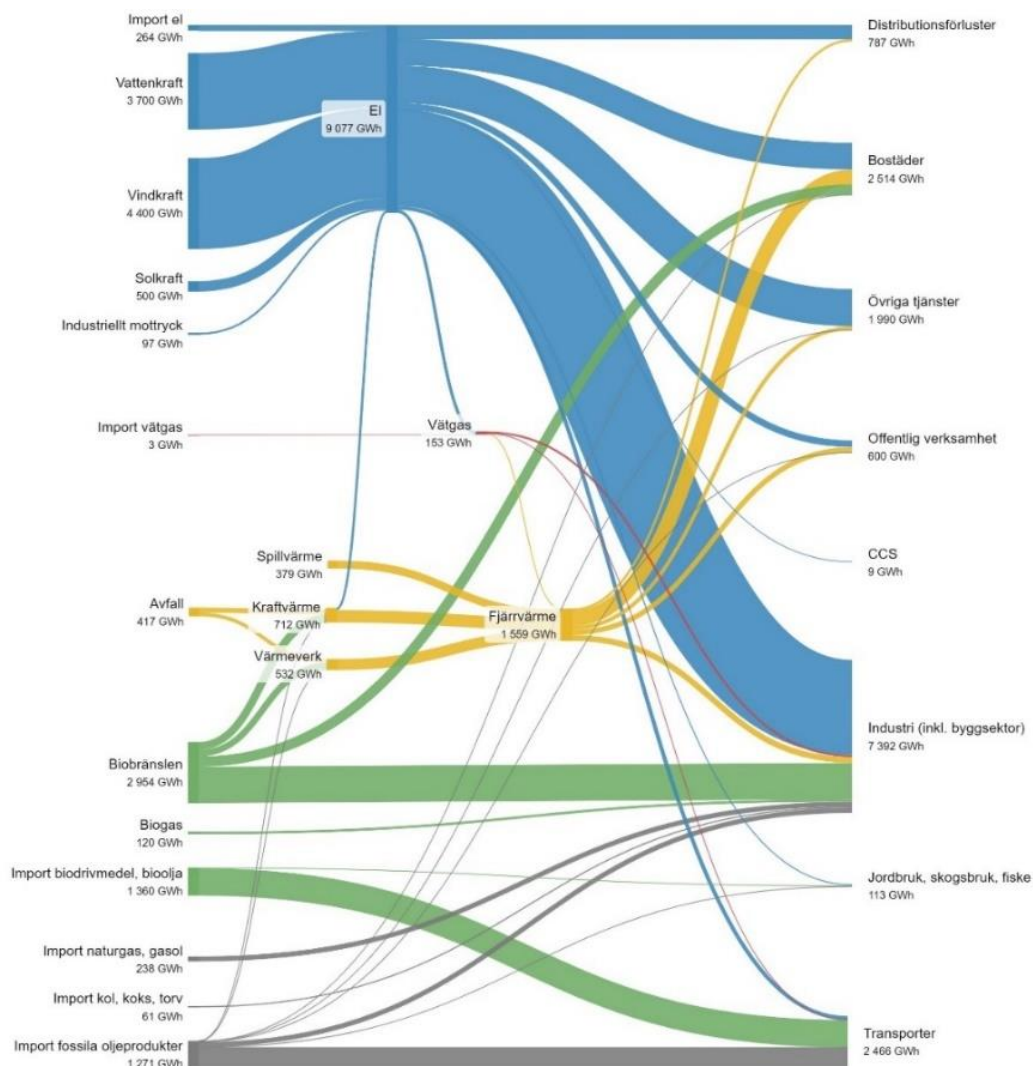 Import el
264 GWh
Vattenkraft
3 700 GWh
El
9 077 GWh
Vindkraft
4 400 GWh
Solkraft
500 GWh
Industriellt mottryck
97 GWh
Import vätgas
3 GWh
Vätgas
153 GWh
Spillvärme
379 GWh
Avfall
417 GWh
Kraftvärme
712 GWh
Värmeverk
532 GWh
Fjärrvärme
1 559 GWh
Biobränslen
2 954 GWh
Biogas
120 GWh
Import biodrivmedel, bioolja
1 360 GWh
Import naturgas, gasol
238 GWh
Import kol, koks, torv
61 GWh
Import fossila oljeprodukter
1 271 GWh
Distributionsförluster
787 GWh
Bostäder
2 514 GWh
Övriga tjänster
1 990 GWh
Offentlig verksamhet
600 GWh
CCS
9 GWh
Industri (inkl. byggsektor)
7 392 GWh
Jordbruk, skogsbruk, fiske
113 GWh
Transporter
2 466 GWh